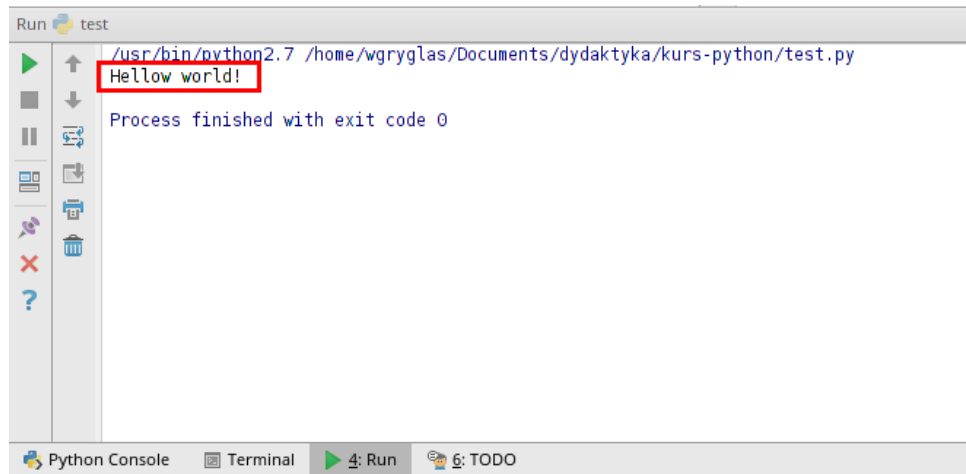 Run test
/usr/bin/python2.7 /home/wgryglas/Documents/dydaktyka/kurs-python/test.py
Hellow world!
Process finished with exit code 0
?
Python Console Terminal 4: Run 6: TODO